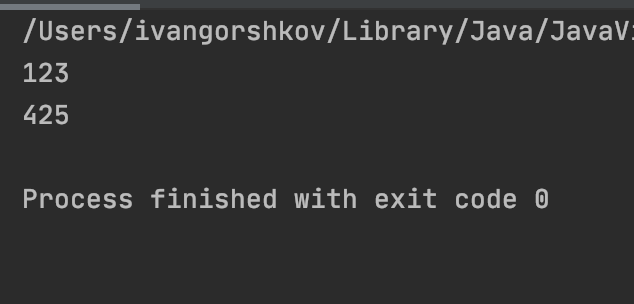 /Users/ivangorshkov/Library/Java/JavaVi
123
425
Process finished with exit code 0